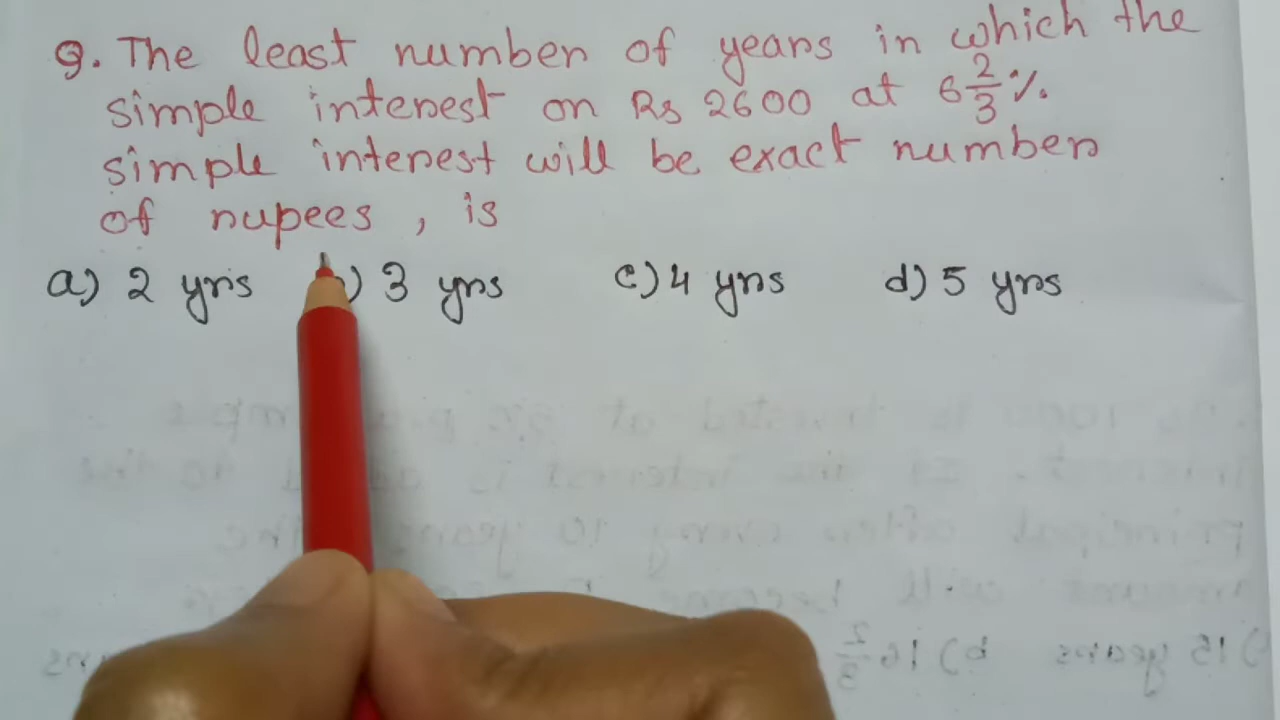 Q. The least number of years in which the
simple interest on Rs 2600 at 6 2/3 %.
simple interest will be exact number
of rupees, is
a) 2 yrs ) 3 yrs c) 4 yrs d) 5 yrs